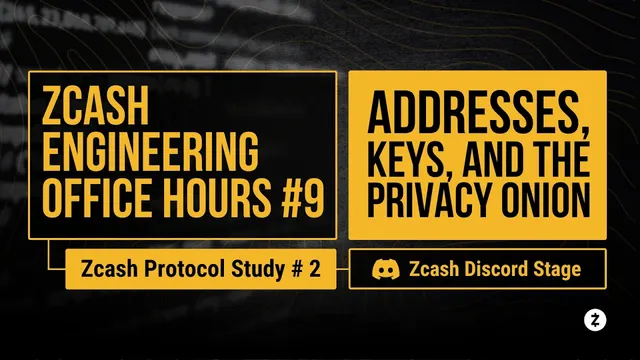 ZCASH
ENGINEERING
OFFICE HOURS #9
ADDRESSES,
KEYS, AND THE
PRIVACY ONION
Zcash Protocol Study # 2
Zcash Discord Stage